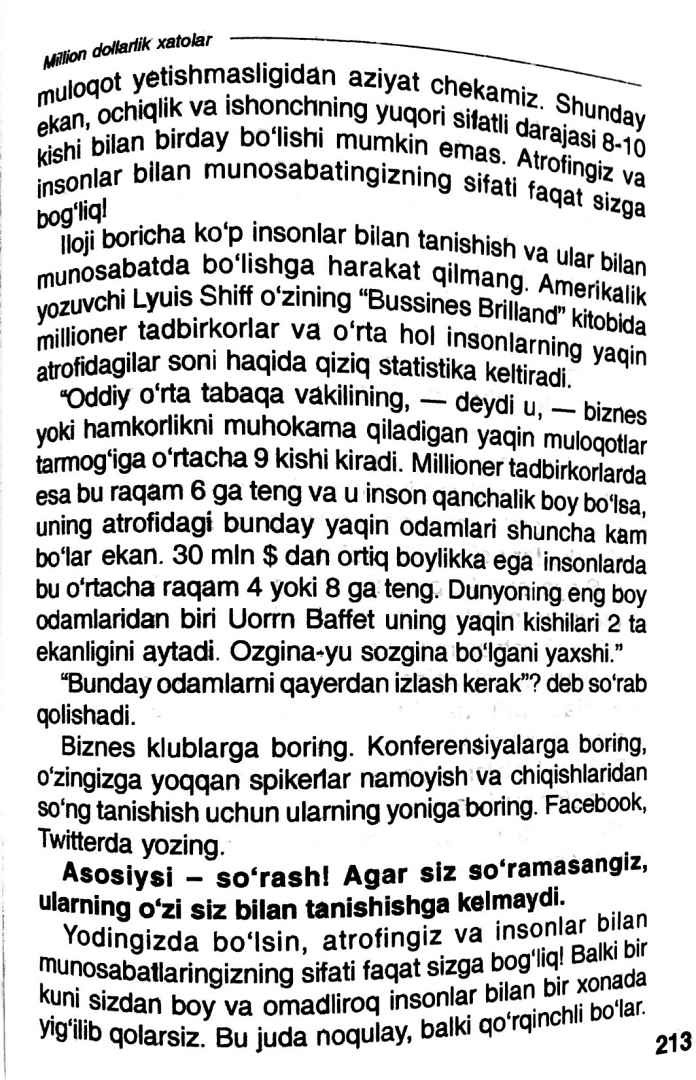 Million dollarlik xatolar
muloqot yetishmasligidan aziyat chekamiz. Shunday
ekan, ochiqlik va ishonchning yuqori sifatli darajasi 8-10
kishi bilan birday bo‘lishi mumkin emas. Atrofingiz va
insonlar bilan munosabatingizning sifati faqat sizga
bog‘liq!
Iloji boricha ko‘p insonlar bilan tanishish va ular bilan
munosabatda bo‘lishga harakat qilmang. Amerikalik
yozuvchi Lyuis Shiff o‘zining “Bussines Brilland” kitobida
millioner tadbirkorlar va o‘rta hol insonlarning yaqin
atrofidagilar soni haqida qiziq statistika keltiradi.
“Oddiy o‘rta tabaqa vakilining, — deydi u, — biznes
yoki hamkorlikni muhokama qiladigan yaqin muloqotlar
tarmog‘iga o‘rtacha 9 kishi kiradi. Millioner tadbirkorlarda
esa bu raqam 6 ga teng va u inson qanchalik boy bo‘lsa,
uning atrofidagi bunday yaqin odamlari shuncha kam
bo‘lar ekan. 30 mln $ dan ortiq boylikka ega insonlarda
bu o‘rtacha raqam 4 yoki 8 ga teng. Dunyoning eng boy
odamlaridan biri Uorrn Baffet uning yaqin kishilari 2 ta
ekanligini aytadi. Ozgina-yu sozgina bo‘lgani yaxshi.”
“Bunday odamlarni qayerdan izlash kerak”? deb so‘rab
qolishadi.
Biznes klublarga boring. Konferensiyalarga boring,
o‘zingizga yoqqan spikerlar namoyish va chiqishlaridan
so‘ng tanishish uchun ularning yoniga boring. Facebook,
Twitterda yozing.
Asosiysi – so‘rash! Agar siz so‘ramasangiz,
ularning o‘zi siz bilan tanishishga kelmaydi.
Yodingizda bo‘lsin, atrofingiz va insonlar bilan
munosabatlaringizning sifati faqat sizga bog‘liq! Balki bir
kuni sizdan boy va omadliroq insonlar bilan bir xonada
yig‘ilib qolarsiz. Bu juda noqulay, balki qo‘rqinchli bo‘lar.
213